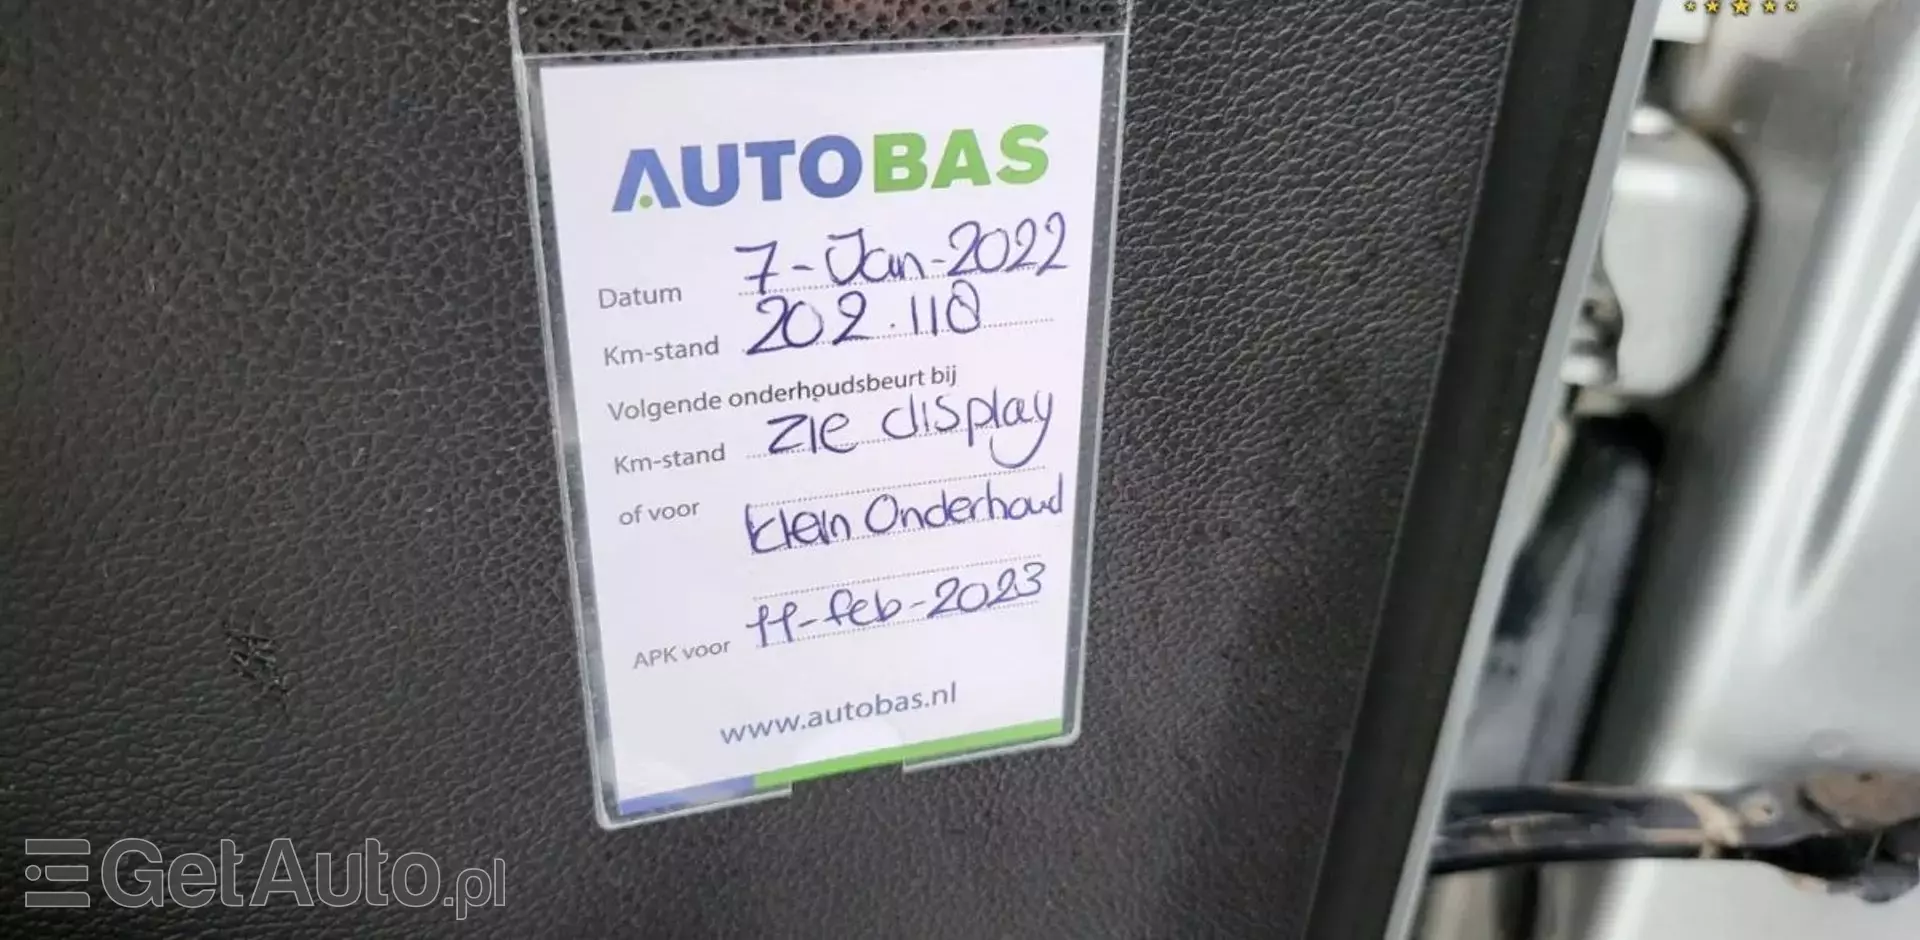 AUTOBAS
Datum 7-Jan-2022
Km-stand 202.110
Volgende onderhoudsbeurt bij
Km-stand zie display
of voor
klein Onderhoud
APK voor 11-feb-2023
www.autobas.nl
GetAuto.pl